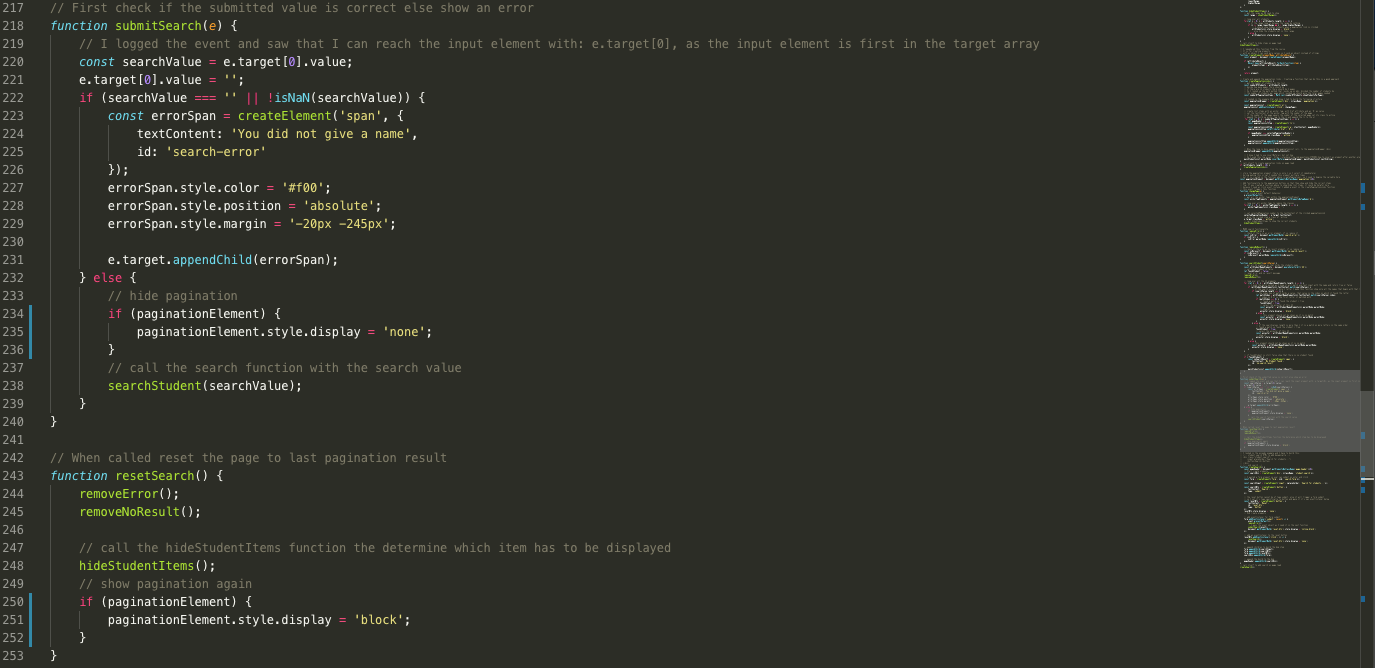 217 // First check if the submitted value is correct else show an error
218 function submitSearch(e) {
219 // I logged the event and saw that I can reach the input element with: e.target[0], as the input element is first in the target array
220 const searchValue = e.target[0].value;
221 e.target[0].value = '';
222 if (searchValue === '' || !isNaN(searchValue)) {
223 const errorSpan = createElement('span', {
224 textContent: 'You did not give a name',
225 id: 'search-error'
226 });
227 errorSpan.style.color = '#f00';
228 errorSpan.style.position = 'absolute';
229 errorSpan.style.margin = '-20px -245px';
230
231 e.target.appendChild(errorSpan);
232 } else {
233 // hide pagination
234 if (paginationElement) {
235 paginationElement.style.display = 'none';
236 }
237 // call the search function with the search value
238 searchStudent(searchValue);
239 }
240 }
241
242 // When called reset the page to last pagination result
243 function resetSearch() {
244 removeError();
245 removeNoResult();
246
247 // call the hideStudentItems function the determine which item has to be displayed
248 hideStudentItems();
249 // show pagination again
250 if (paginationElement) {
251 paginationElement.style.display = 'block';
252 }
253 }